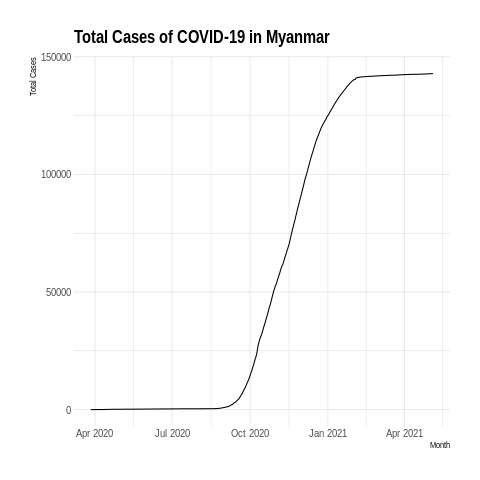 Total Cases of COVID-19 in Myanmar
Total Cases
150000
100000
50000
0
Apr 2020 Jul 2020 Oct 2020 Jan 2021 Apr 2021
Month